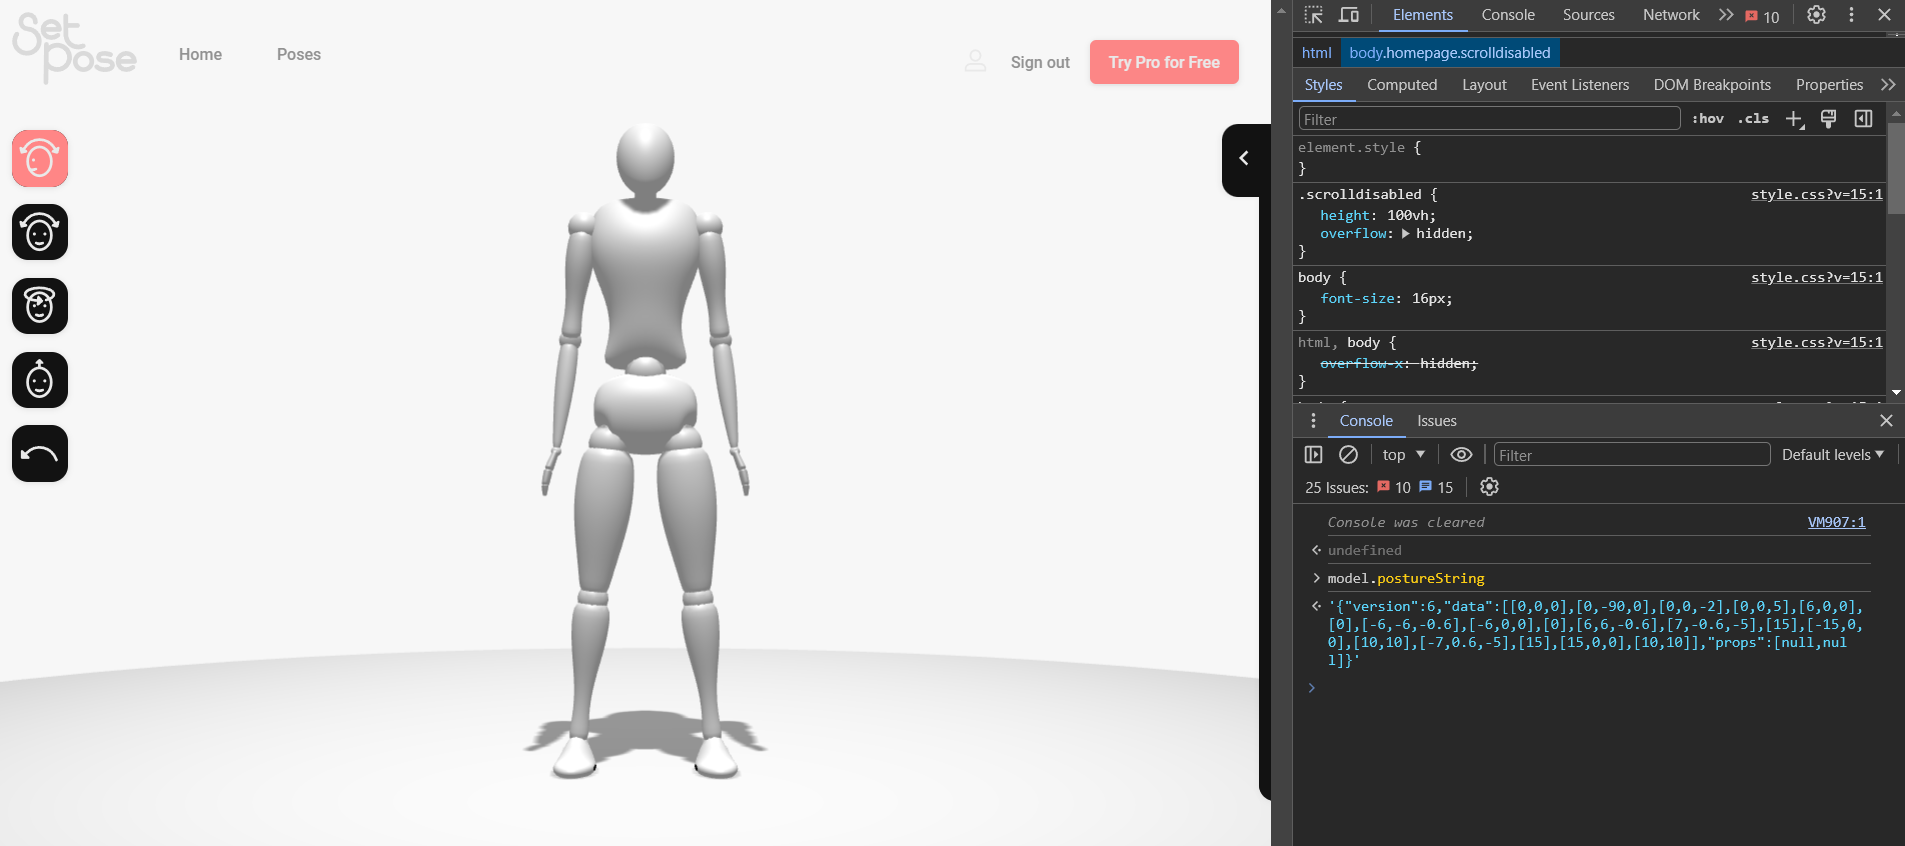 Set Pose
Home
Poses
Sign out
Try Pro for Free
Elements
Console
Sources
Network
10
html
body.homepage.scrolldisabled
Styles
Computed
Layout
Event Listeners
DOM Breakpoints
Properties
Filter
:hov
.cls
element.style {
}
.scrolldisabled {
style.css?v=15:1
height: 100vh;
overflow: hidden;
}
body {
style.css?v=15:1
font-size: 16px;
}
html, body {
style.css?v=15:1
overflow-x: hidden;
}
Console
Issues
top
Filter
Default levels
25 Issues:
10
15
Console was cleared
VM907:1
undefined
model.postureString
'{"version":6,"data":[[0,0,0],[0,-90,0],[0,0,-2],[0,0,5],[6,0,0],
[0],[-6,-6,-0.6],[-6,0,0],[0],[6,6,-0.6],[7,-0.6,-5],[15],[-15,0,
0],[10,10],[-7,0.6,-5],[15],[15,0,0],[10,10]],"props":[null,nul
l]}'